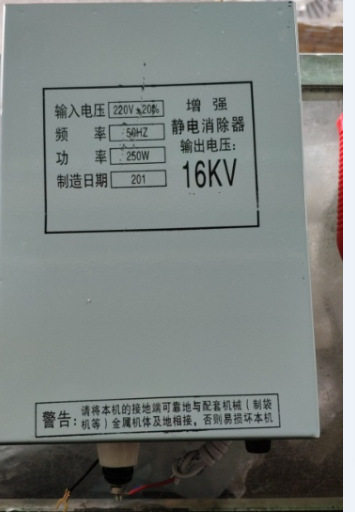 输入电压 220V±20% 增 强
频 率 50HZ 静电消除器
功 率 250W 输出电压:
制造日期 201 16KV
警告: 请将本机的接地端可靠地与配套机械(制袋
机等)金属机体及地相接。否则易损坏本机